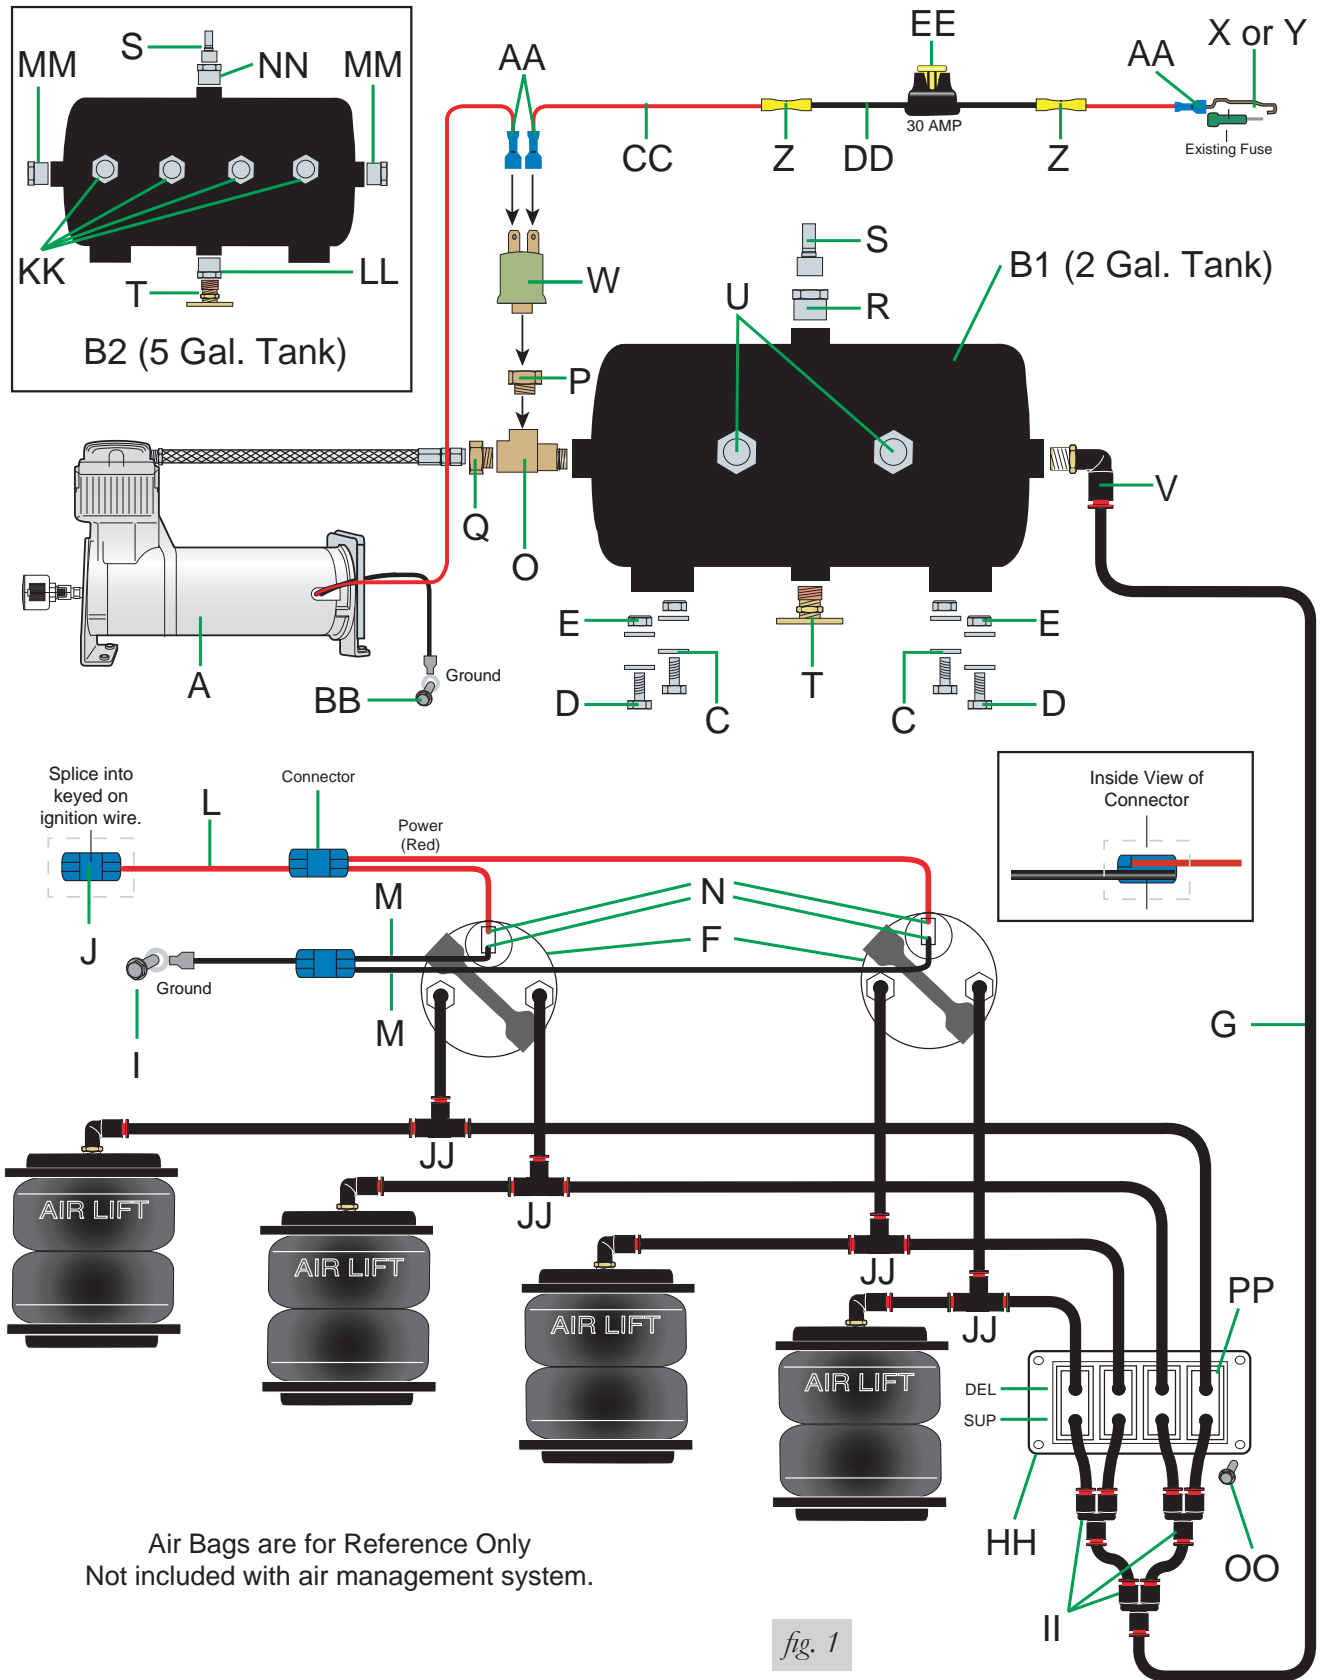 S
MM
NN
MM
KK
LL
T
B2 (5 Gal. Tank)
AA
EE
X or Y
AA
30 AMP
CC
Z
DD
Z
Existing Fuse
S
B1 (2 Gal. Tank)
W
U
R
P
Q
O
V
A
BB
Ground
E
E
D
C
T
C
D
Splice into
keyed on
ignition wire.
L
Connector
Power
(Red)
Inside View of
Connector
M
N
F
J
Ground
M
I
G
JJ
JJ
JJ
JJ
AIR LIFT
AIR LIFT
AIR LIFT
AIR LIFT
PP
DEL
SUP
HH
OO
II
Air Bags are for Reference Only
Not included with air management system.
fig. 1